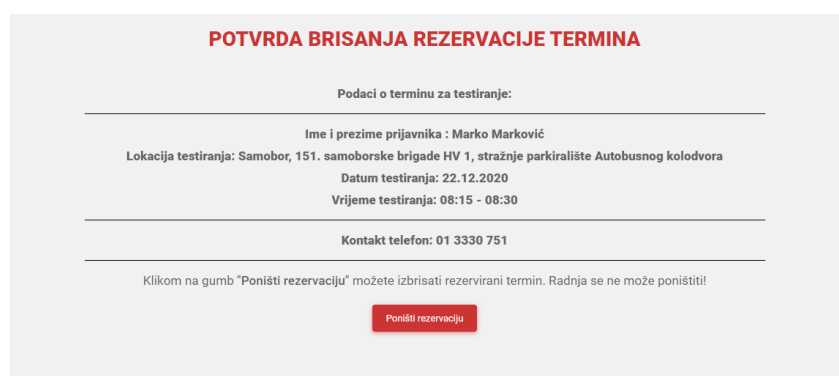 POTVRDA BRISANJA REZERVACIJE TERMINA
Podaci o terminu za testiranje:
Ime i prezime prijavnika : Marko Marković
Lokacija testiranja: Samobor, 151. samoborske brigade HV 1, stražnje parkiralište Autobusnog kolodvora
Datum testiranja: 22.12.2020
Vrijeme testiranja: 08:15 - 08:30
Kontakt telefon: 01 3330 751
Klikom na gumb "Poništi rezervaciju" možete izbrisati rezervirani termin. Radnja se ne može poništiti!
Poništi rezervaciju